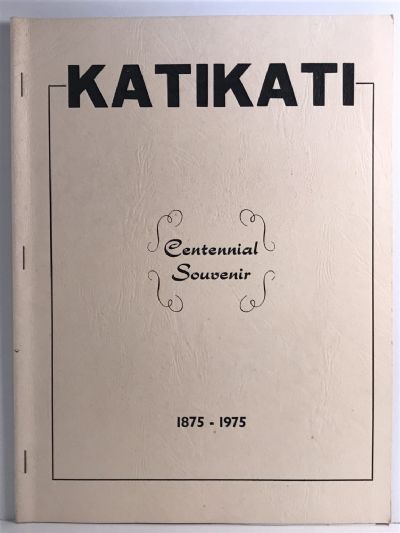 KATIKATI
Centennial
Souvenir
1875 - 1975